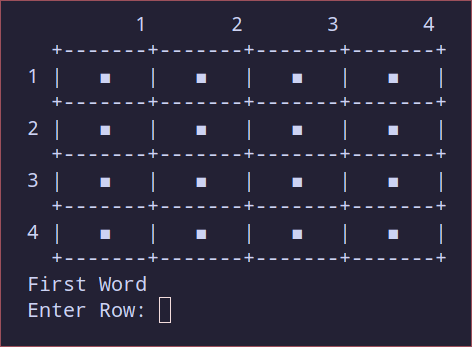 1       2       3       4
  +-------+-------+-------+-------+
1 |   ■   |   ■   |   ■   |   ■   |
  +-------+-------+-------+-------+
2 |   ■   |   ■   |   ■   |   ■   |
  +-------+-------+-------+-------+
3 |   ■   |   ■   |   ■   |   ■   |
  +-------+-------+-------+-------+
4 |   ■   |   ■   |   ■   |   ■   |
  +-------+-------+-------+-------+
First Word
Enter Row: